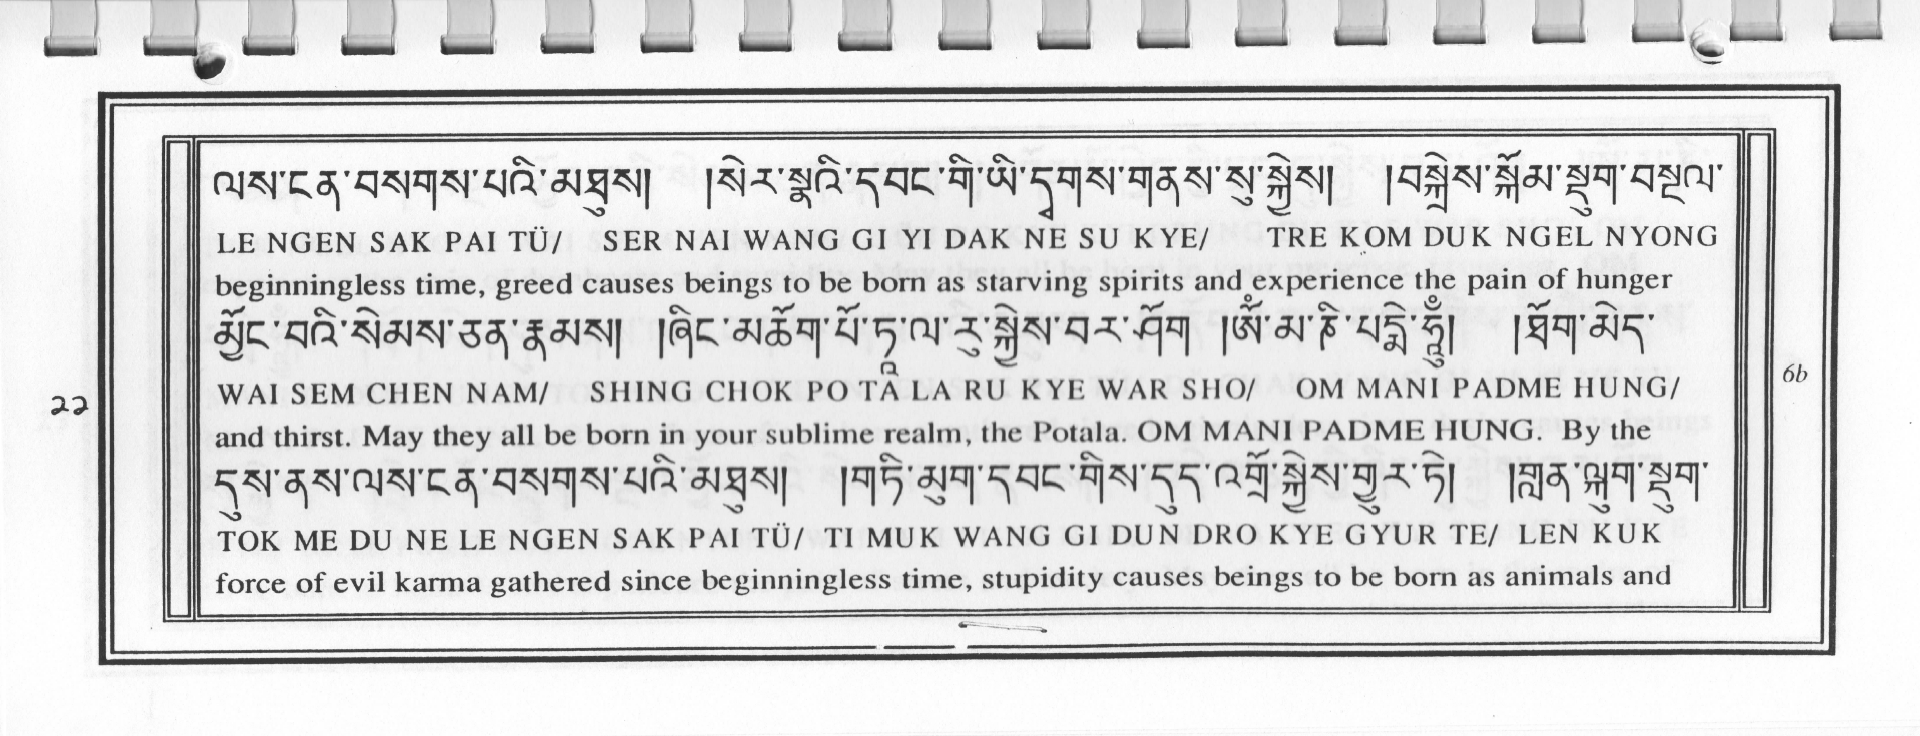 ལས་ངན་བསགས་པའི་མཐུས།  །སེར་སྣའི་དབང་གི་ཡི་དྭགས་གནས་སུ་སྐྱེས།  །བསྐྲེས་སྐོམ་སྡུག་བསྔལ་
LE NGEN SAK PAI TÜ/ SER NAI WANG GI YI DAK NE SU KYE/ TRE KOM DUK NGEL NYONG
beginningless time, greed causes beings to be born as starving spirits and experience the pain of hunger
མྱོང་བའི་སེམས་ཅན་རྣམས།  །ཞིང་མཆོག་པོ་ཏཱ་ལ་རུ་སྐྱེས་བར་ཤོག  །ཨོཾ་མ་ཎི་པདྨེ་ཧཱུྃ།  །ཐོག་མེད་
WAI SEM CHEN NAM/ SHING CHOK PO TĀ LA RU KYE WAR SHO/ OM MANI PADME HUNG/
22
6b
and thirst. May they all be born in your sublime realm, the Potala. OM MANI PADME HUNG. By the
དུས་ནས་ལས་ངན་བསགས་པའི་མཐུས།  །གཏི་མུག་དབང་གིས་དུད་འགྲོ་སྐྱེས་གྱུར་ཏེ།  །གླེན་ལྐུག་སྡུག་
TOK ME DU NE LE NGEN SAK PAI TÜ/ TI MUK WANG GI DUN DRO KYE GYUR TE/ LEN KUK
force of evil karma gathered since beginningless time, stupidity causes beings to be born as animals and